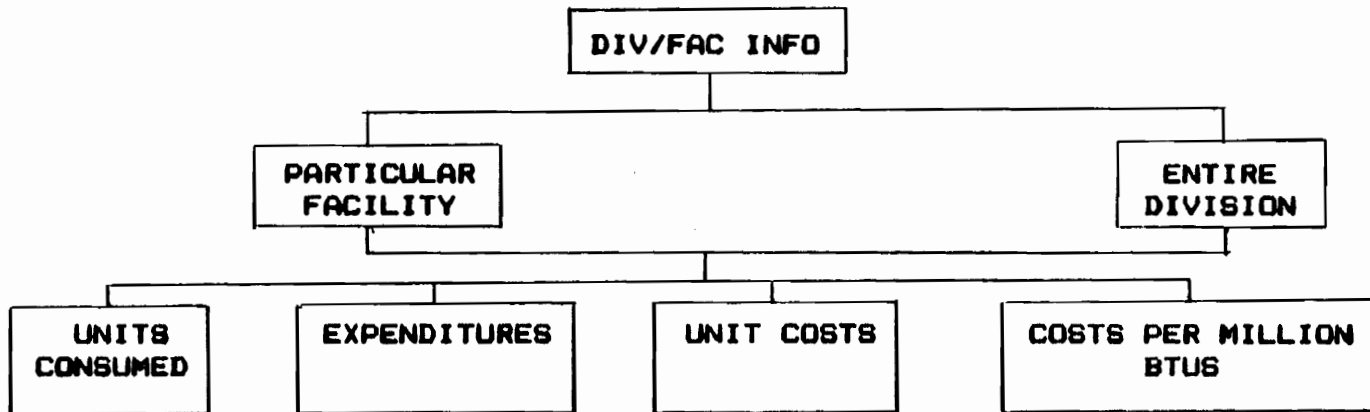 DIV/FAC INFO
PARTICULAR
FACILITY
ENTIRE
DIVISION
UNITS
CONSUMED
EXPENDITURES
UNIT COSTS
COSTS PER MILLION
BTUS